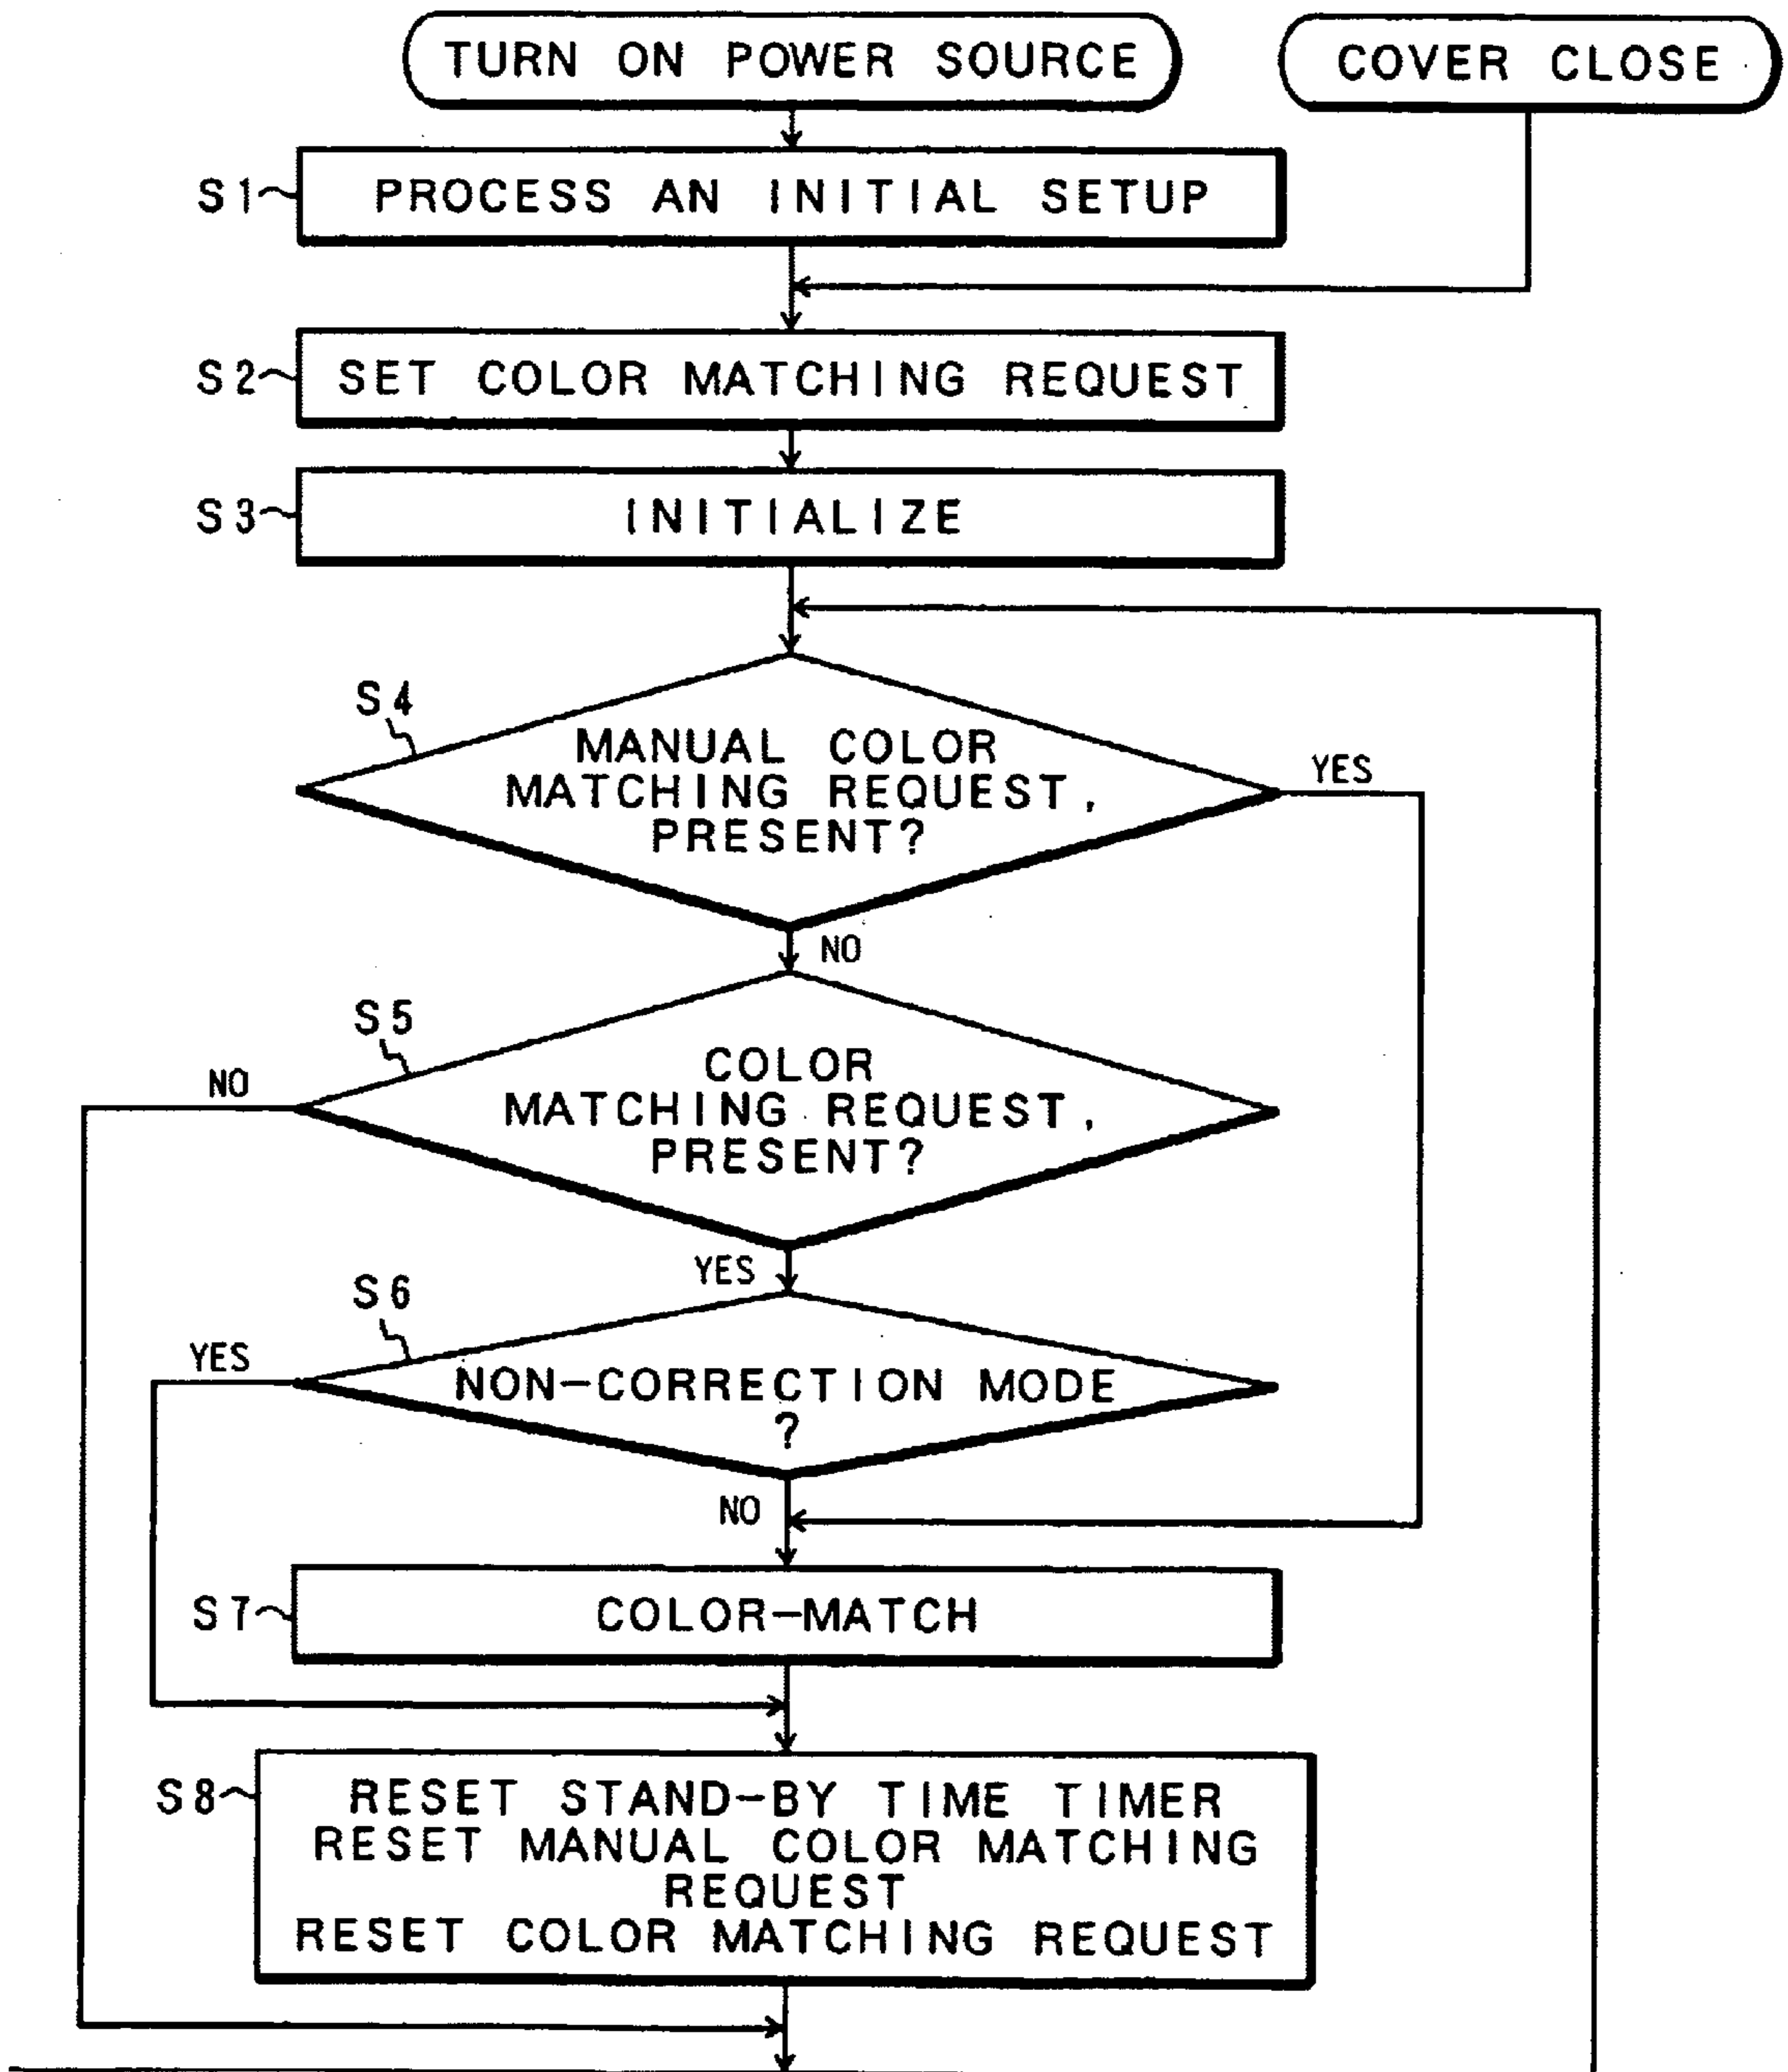 TURN ON POWER SOURCE
COVER CLOSE
S1
PROCESS AN INITIAL SETUP
S2
SET COLOR MATCHING REQUEST
S3
INITIALIZE
S4
MANUAL COLOR
MATCHING REQUEST,
PRESENT?
YES
NO
S5
COLOR
MATCHING REQUEST,
PRESENT?
NO
YES
S6
NON-CORRECTION MODE
?
YES
NO
S7
COLOR-MATCH
S8
RESET STAND-BY TIME TIMER
RESET MANUAL COLOR MATCHING
REQUEST
RESET COLOR MATCHING REQUEST